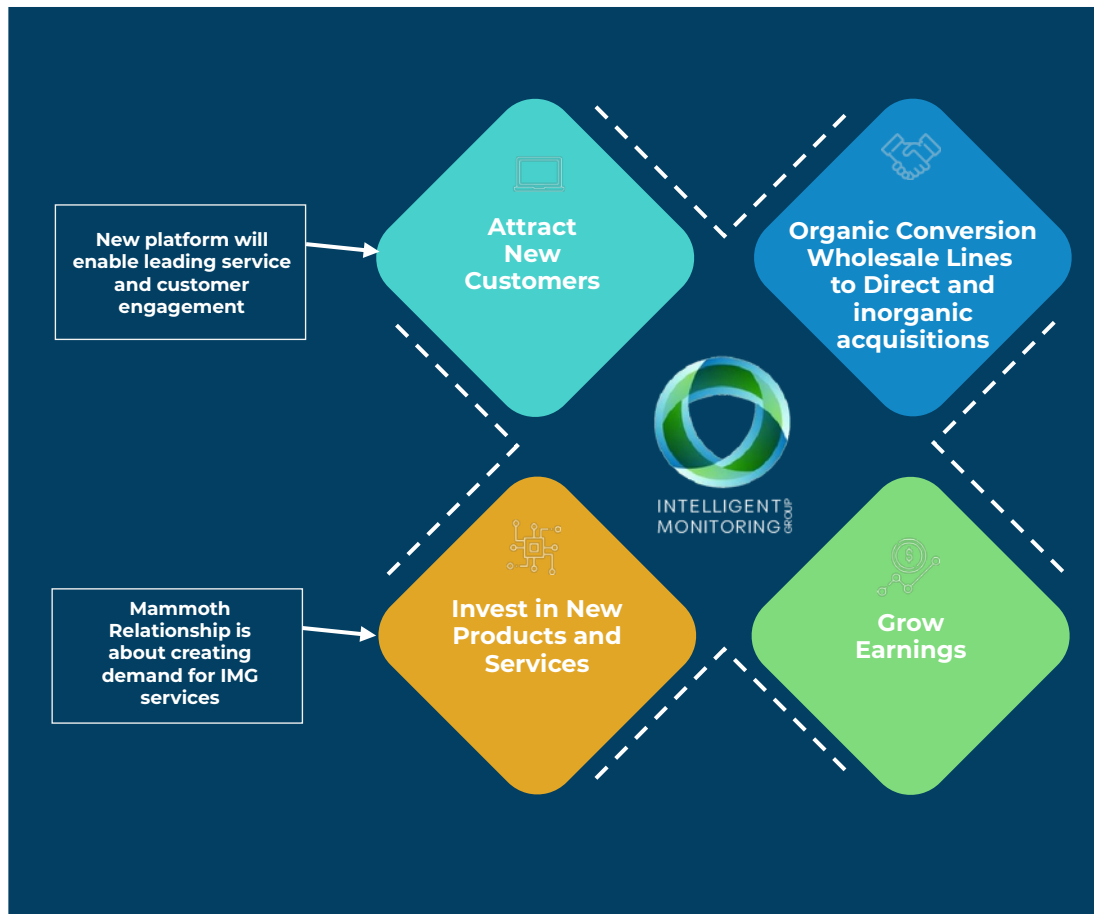 Attract
New
Customers
Organic Conversion
Wholesale Lines
to Direct and
inorganic
acquisitions
New platform will
enable leading service
and customer
engagement
INTELLIGENT
MONITORING
GROUP
Invest in New
Products and
Services
Grow
Earnings
Mammoth
Relationship is
about creating
demand for IMG
services
$